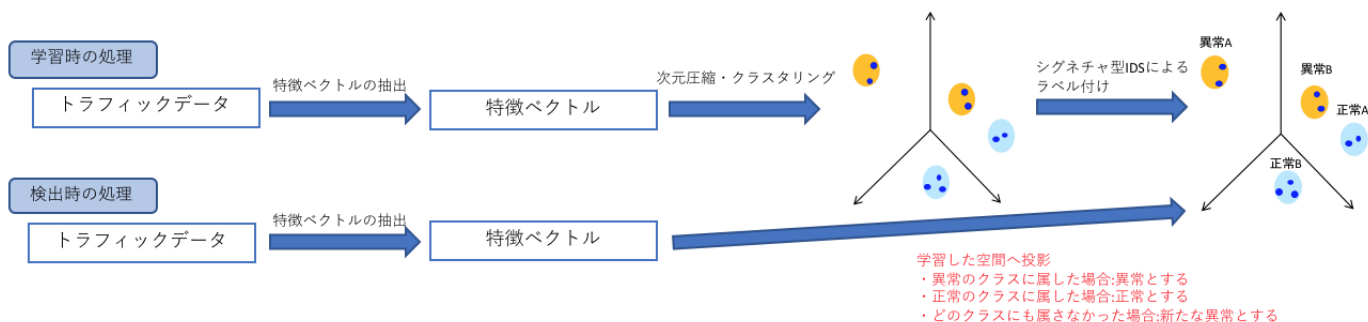 学習時の処理
トラフィックデータ
特徴ベクトルの抽出
特徴ベクトル
次元圧縮・クラスタリング
シグネチャ型IDSによる
ラベル付け
異常A
異常B
正常A
正常B
検出時の処理
トラフィックデータ
特徴ベクトルの抽出
特徴ベクトル
学習した空間へ投影
・異常のクラスに属した場合:異常とする
・正常のクラスに属した場合:正常とする
・どのクラスにも属さなかった場合:新たな異常とする